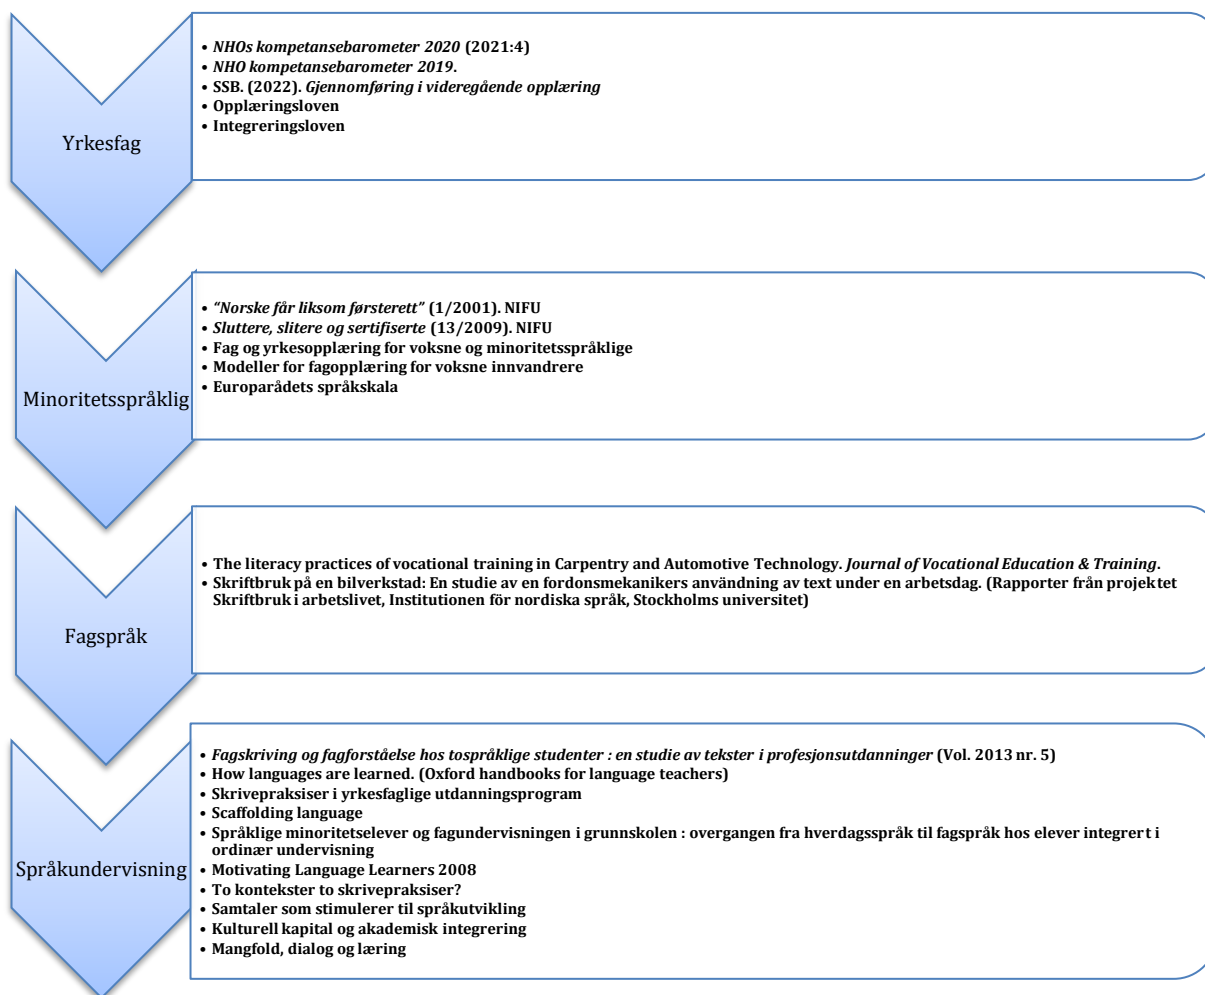 Yrkesfag
• NHOs kompetansebarometer 2020 (2021:4)
• NHO kompetansebarometer 2019.
• SSB. (2022). Gjennomføring i videregående opplæring
• Opplæringsloven
• Integreringsloven
Minoritetsspråklig
• “Norske får liksom førsterett” (1/2001). NIFU
• Sluttere, slitere og sertifiserte (13/2009). NIFU
• Fag og yrkesopplæring for voksne og minoritetsspråklige
• Modeller for fagopplæring for voksne innvandrere
• Europarådets språkskala
Fagspråk
• The literacy practices of vocational training in Carpentry and Automotive Technology. Journal of Vocational Education & Training.
• Skriftbruk på en bilverkstad: En studie av en fordonsmekanikers användning av text under en arbetsdag. (Rapporter från projektet
Skriftbruk i arbetslivet, Institutionen för nordiska språk, Stockholms universitet)
Språkundervisning
• Fagskriving og fagforståelse hos tospråklige studenter : en studie av tekster i profesjonsutdanninger (Vol. 2013 nr. 5)
• How languages are learned. (Oxford handbooks for language teachers)
• Skrivepraksiser i yrkesfaglige utdanningsprogram
• Scaffolding language
• Språklige minoritetselever og fagundervisningen i grunnskolen : overgangen fra hverdagsspråk til fagspråk hos elever integrert i
ordinær undervisning
• Motivating Language Learners 2008
• To kontekster to skrivepraksiser?
• Samtaler som stimulerer til språkutvikling
• Kulturell kapital og akademisk integrering
• Mangfold, dialog og læring